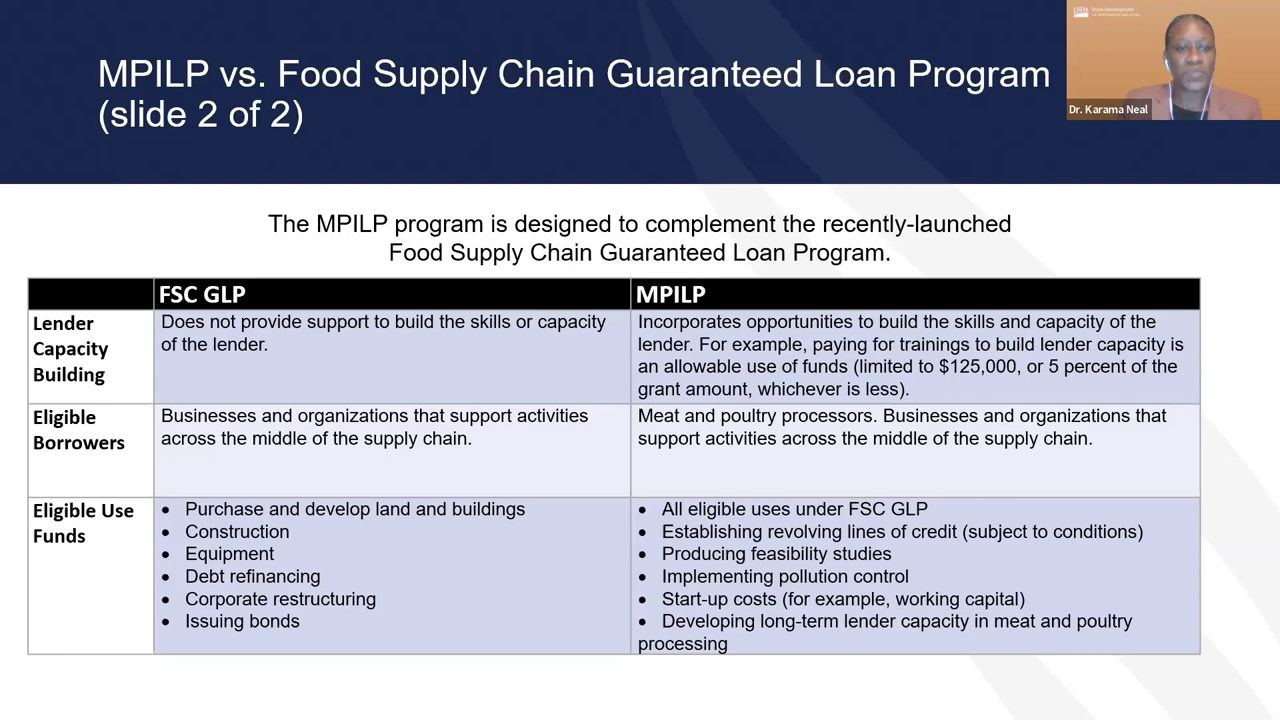 USDA Rural Development
U.S. DEPARTMENT OF AGRICULTURE
MPILP vs. Food Supply Chain Guaranteed Loan Program
(slide 2 of 2)
Dr. Karama Neal
The MPILP program is designed to complement the recently-launched
Food Supply Chain Guaranteed Loan Program.
FSC GLP
MPILP
Lender
Capacity
Building
Does not provide support to build the skills or capacity
of the lender.
Incorporates opportunities to build the skills and capacity of the
lender. For example, paying for trainings to build lender capacity is
an allowable use of funds (limited to $125,000, or 5 percent of the
grant amount, whichever is less).
Eligible
Borrowers
Businesses and organizations that support activities
across the middle of the supply chain.
Meat and poultry processors. Businesses and organizations that
support activities across the middle of the supply chain.
Eligible Use
Funds
• Purchase and develop land and buildings
• Construction
• Equipment
• Debt refinancing
• Corporate restructuring
• Issuing bonds
• All eligible uses under FSC GLP
• Establishing revolving lines of credit (subject to conditions)
• Producing feasibility studies
• Implementing pollution control
• Start-up costs (for example, working capital)
• Developing long-term lender capacity in meat and poultry
processing